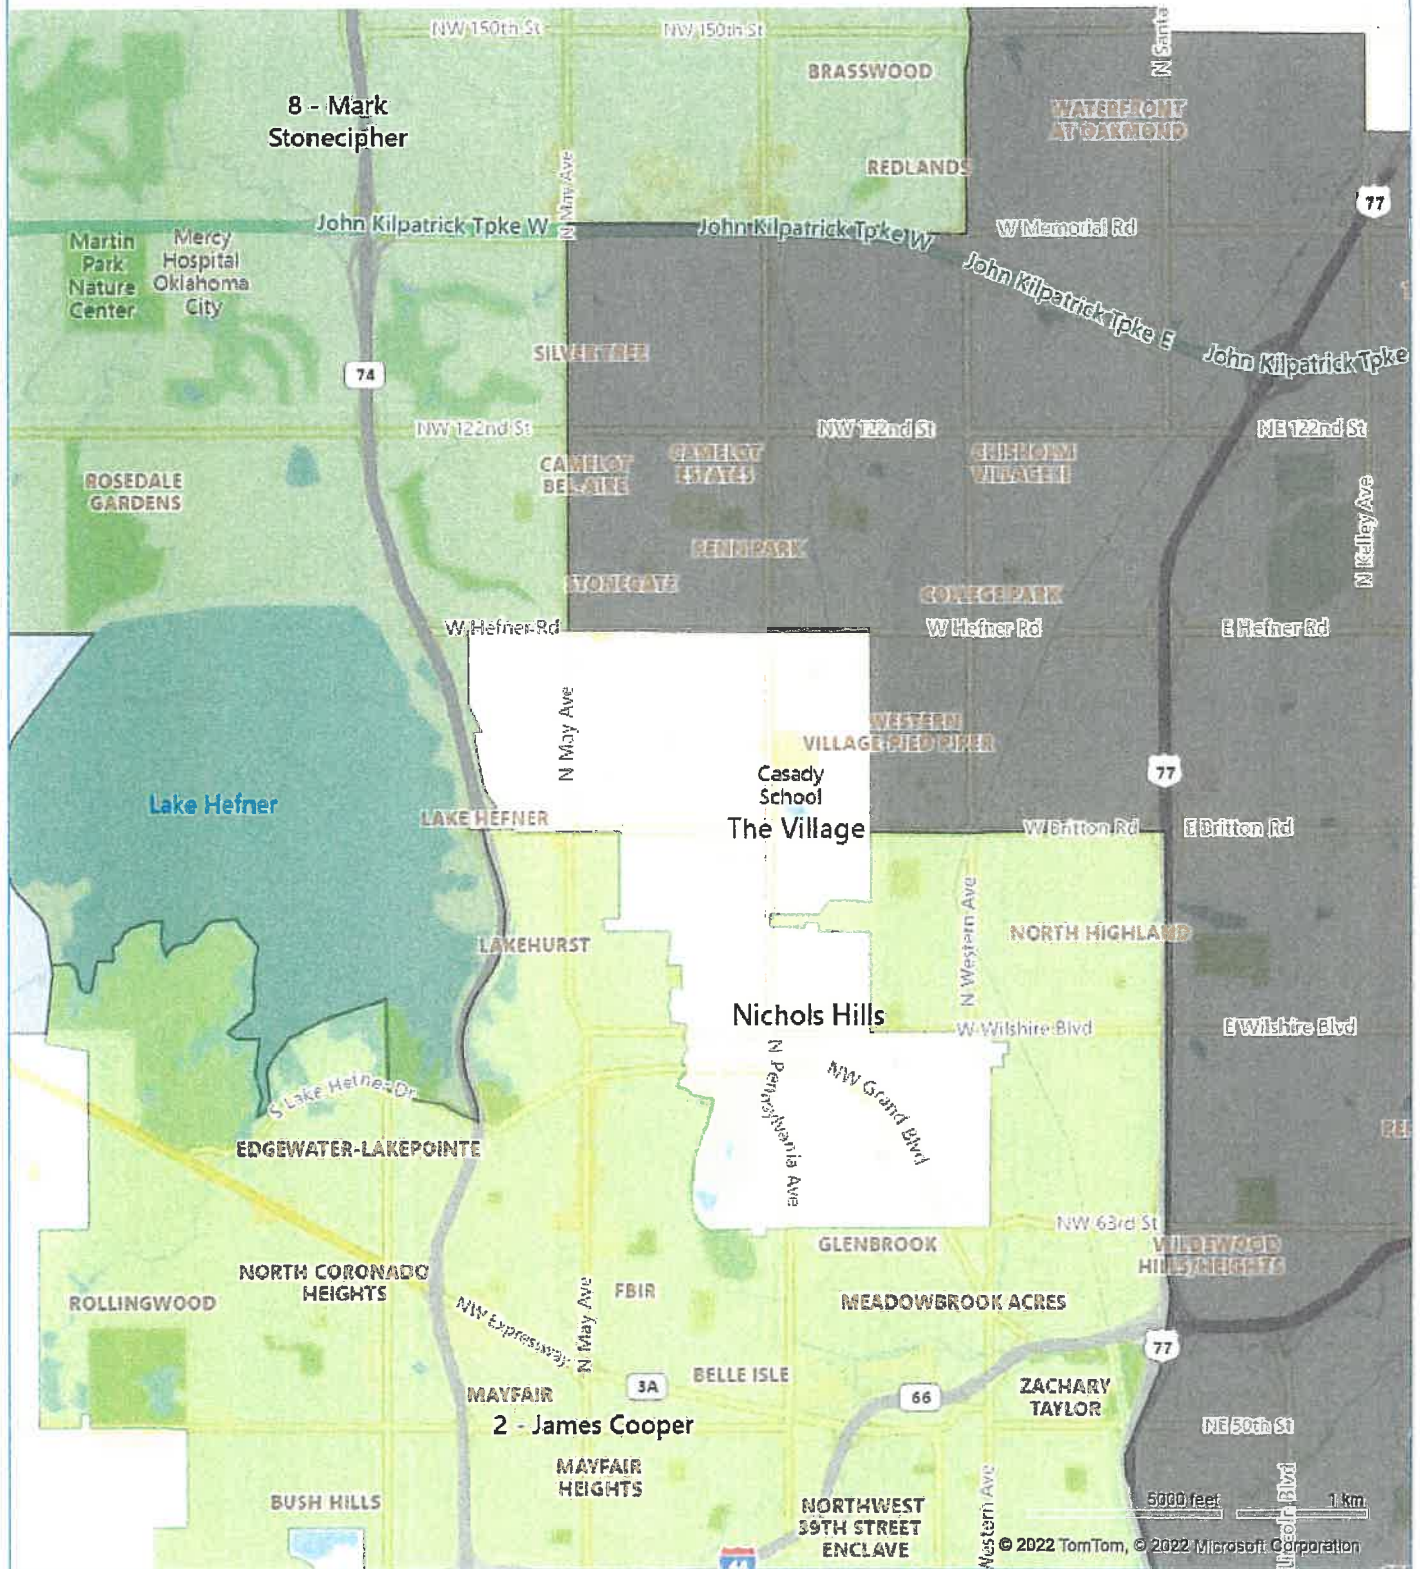 NW 150th St
NW 150th St
N Santa
BRASSWOOD
8 - Mark
Stonecipher
WATERFRONT
AT OAKMOND
REDLANDS
N May Ave
77
John Kilpatrick Tpke W
John Kilpatrick Tpke W
W Memorial Rd
Martin
Park
Nature
Center
Mercy
Hospital
Oklahoma
City
John Kilpatrick Tpke E
John Kilpatrick Tpke
SILVER TREE
74
NW 122nd St
NW 122nd St
NE 122nd St
ROSEDALE
GARDENS
CAMELOT
BEL-AIRE
CAMELOT
ESTATES
CHISHOLM
VILLAGE II
N Kelley Ave
PENN PARK
STONEGATE
COLLEGE PARK
W Hefner Rd
W Hefner Rd
E Hefner Rd
N May Ave
WESTERN
VILLAGE-PIED PIPER
Casady
School
77
Lake Hefner
LAKE HEFNER
The Village
W Britton Rd
E Britton Rd
N Western Ave
LAKEHURST
NORTH HIGHLAND
Nichols Hills
W Wilshire Blvd
E Wilshire Blvd
N Pennsylvania Ave
NW Grand Blvd
S Lake Hefner Dr
EDGEWATER-LAKEPOINTE
NW 63rd St
GLENBROOK
WILDEWOOD
HILLS/HEIGHTS
NORTH CORONADO
HEIGHTS
ROLLINGWOOD
FBIR
MEADOWBROOK ACRES
NW Expressway
N May Ave
77
BELLE ISLE
3A
66
MAYFAIR
ZACHARY
TAYLOR
2 - James Cooper
NE 50th St
MAYFAIR
HEIGHTS
BUSH HILLS
NORTHWEST
39TH STREET
ENCLAVE
Western Ave
Lincoln Blvd
5000 feet
1 km
44
© 2022 TomTom, © 2022 Microsoft Corporation